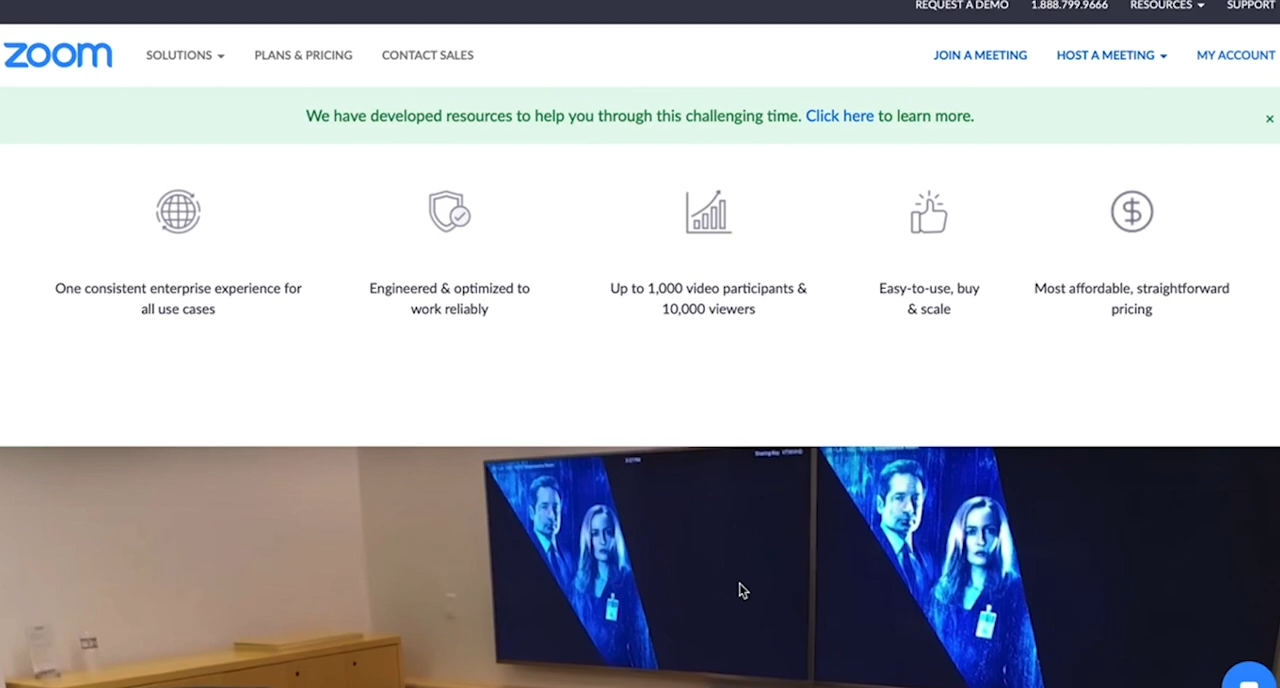 REQUEST A DEMO 1.888.799.9666 RESOURCES SUPPORT
zoom SOLUTIONS PLANS & PRICING CONTACT SALES JOIN A MEETING HOST A MEETING MY ACCOUNT
We have developed resources to help you through this challenging time. Click here to learn more. ×
One consistent enterprise experience for
all use cases
Engineered & optimized to
work reliably
Up to 1,000 video participants &
10,000 viewers
Easy-to-use, buy
& scale
Most affordable, straightforward
pricing